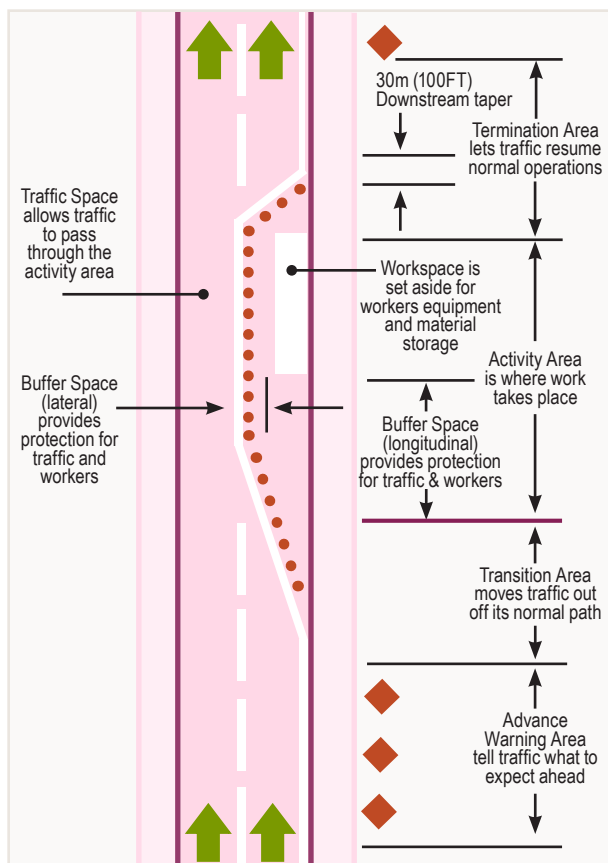 30m (100FT)
Downstream taper
Termination Area
lets traffic resume
normal operations
Traffic Space
allows traffic
to pass
through the
activity area
Workspace is
set aside for
workers equipment
and material
storage
Activity Area
is where work
takes place
Buffer Space
(lateral)
provides
protection for
traffic and
workers
Buffer Space
(longitudinal)
provides protection
for traffic & workers
Transition Area
moves traffic out
off its normal path
Advance
Warning Area
tell traffic what to
expect ahead